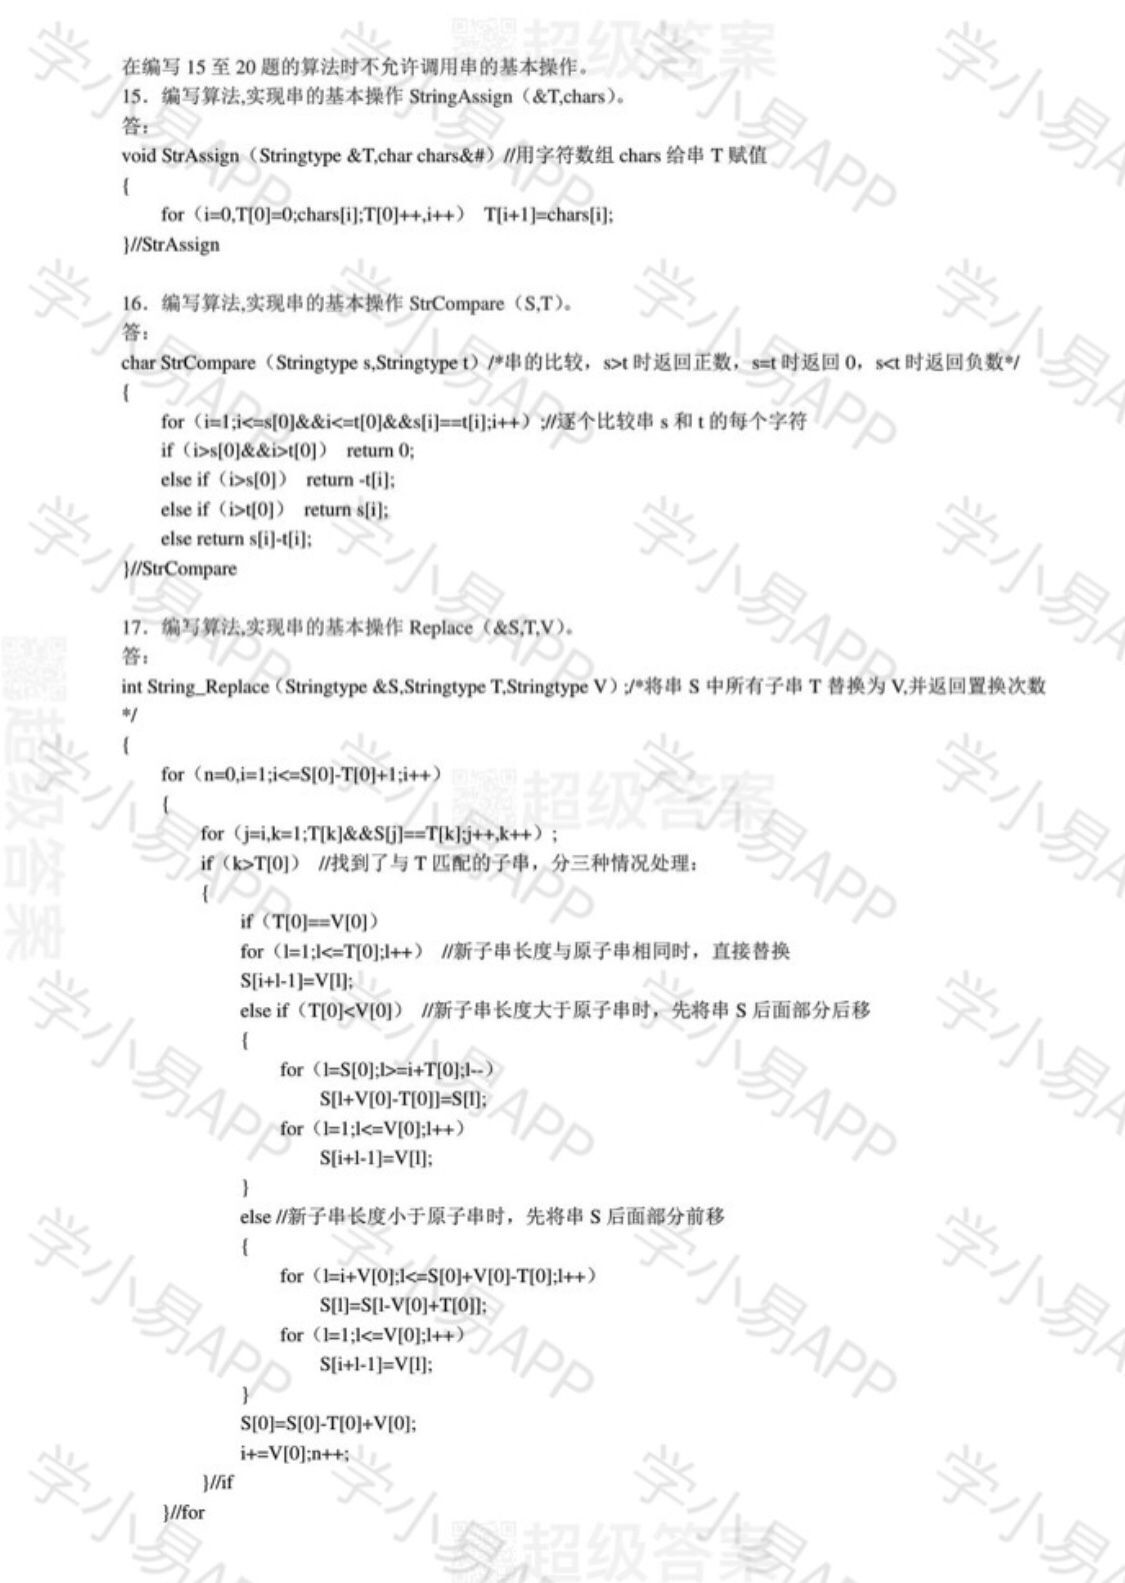 在编写 15 至 20 题的算法时不允许调用串的基本操作。
15．编写算法,实现串的基本操作 StringAssign（&T,chars）。
答：
void StrAssign（Stringtype &T,char chars&#）//用字符数组 chars 给串 T 赋值
{
for（i=0,T[0]=0;chars[i];T[0]++,i++） T[i+1]=chars[i];
}//StrAssign
16．编写算法,实现串的基本操作 StrCompare（S,T）。
答：
char StrCompare（Stringtype s,Stringtype t）/*串的比较，s>t 时返回正数，s=t 时返回 0，s<t 时返回负数*/
{
for（i=1;i<=s[0]&&i<=t[0]&&s[i]==t[i];i++）;//逐个比较串 s 和 t 的每个字符
if（i>s[0]&&i>t[0]） return 0;
else if（i>s[0]） return -t[i];
else if（i>t[0]） return s[i];
else return s[i]-t[i];
}//StrCompare
17．编写算法,实现串的基本操作 Replace（&S,T,V）。
答：
int String_Replace（Stringtype &S,Stringtype T,Stringtype V）;/*将串 S 中所有子串 T 替换为 V,并返回置换次数
*/
{
for（n=0,i=1;i<=S[0]-T[0]+1;i++）
{
for（j=i,k=1;T[k]&&S[j]==T[k];j++,k++）;
if（k>T[0]） //找到了与 T 匹配的子串，分三种情况处理：
{
if（T[0]==V[0]）
for（l=1;l<=T[0];l++） //新子串长度与原子串相同时，直接替换
S[i+l-1]=V[l];
else if（T[0]<V[0]） //新子串长度大于原子串时，先将串 S 后面部分后移
{
for（l=S[0];l>=i+T[0];l--）
S[l+V[0]-T[0]]=S[l];
for（l=1;l<=V[0];l++）
S[i+l-1]=V[l];
}
else //新子串长度小于原子串时，先将串 S 后面部分前移
{
for（l=i+V[0];l<=S[0]+V[0]-T[0];l++）
S[l]=S[l-V[0]+T[0]];
for（l=1;l<=V[0];l++）
S[i+l-1]=V[l];
}
S[0]=S[0]-T[0]+V[0];
i+=V[0];n++;
}//if
}//for